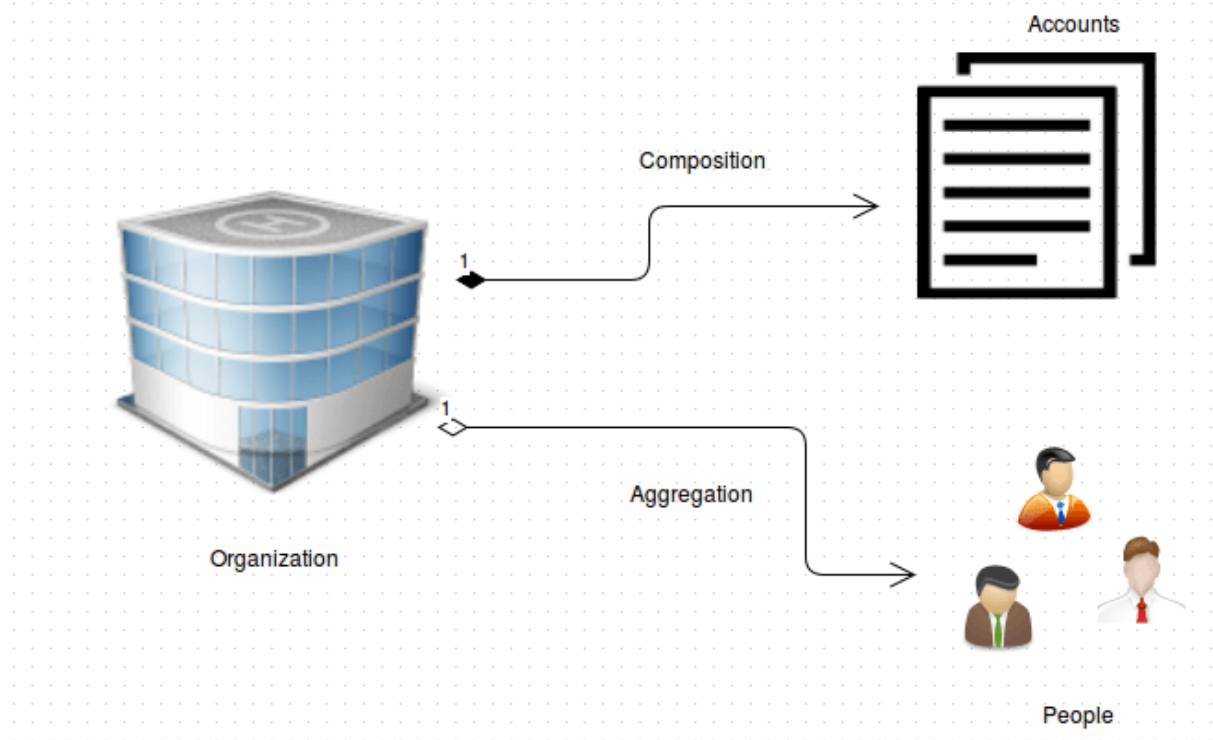 Accounts
Composition
1
1
Aggregation
Organization
People
H